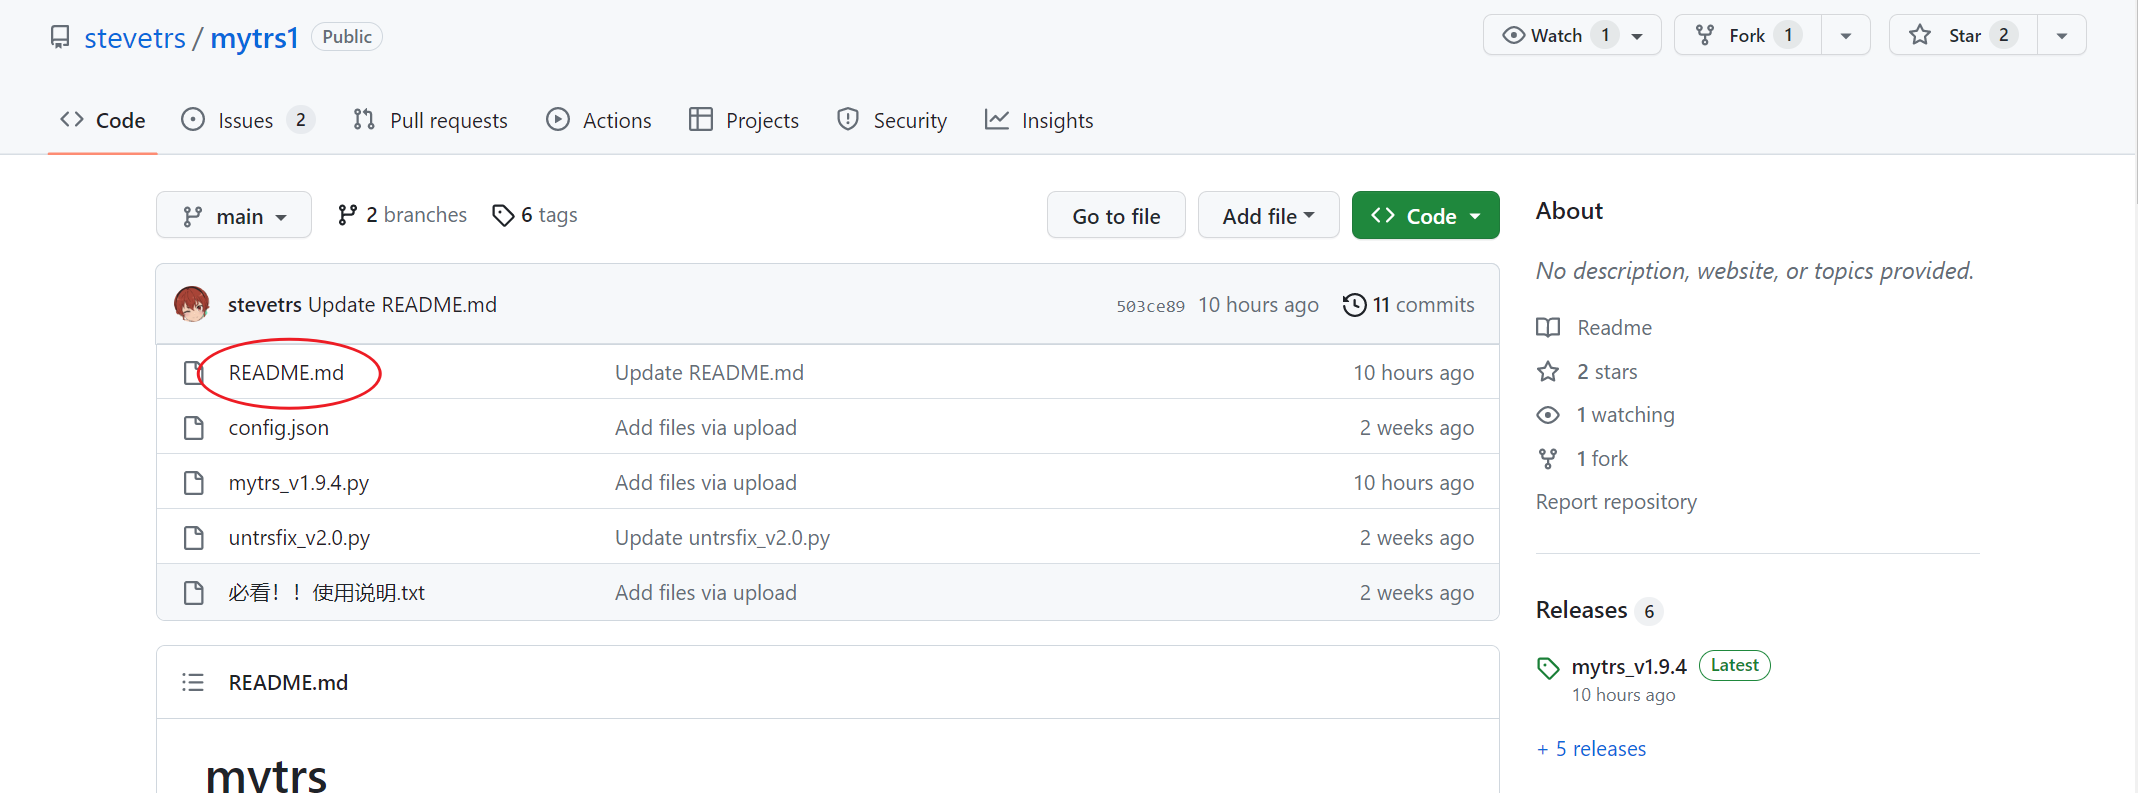 stevetrs / mytrs1 Public
Watch 1
Fork 1
Star 2
Code
Issues 2
Pull requests
Actions
Projects
Security
Insights
main
2 branches
6 tags
Go to file
Add file
Code
stevetrs Update README.md 503ce89 10 hours ago 11 commits
README.md Update README.md 10 hours ago
config.json Add files via upload 2 weeks ago
mytrs_v1.9.4.py Add files via upload 10 hours ago
untrsfix_v2.0.py Update untrsfix_v2.0.py 2 weeks ago
必看！！使用说明.txt Add files via upload 2 weeks ago
README.md
mytrs
About
No description, website, or topics provided.
Readme
2 stars
1 watching
1 fork
Report repository
Releases 6
mytrs_v1.9.4 Latest
10 hours ago
+ 5 releases